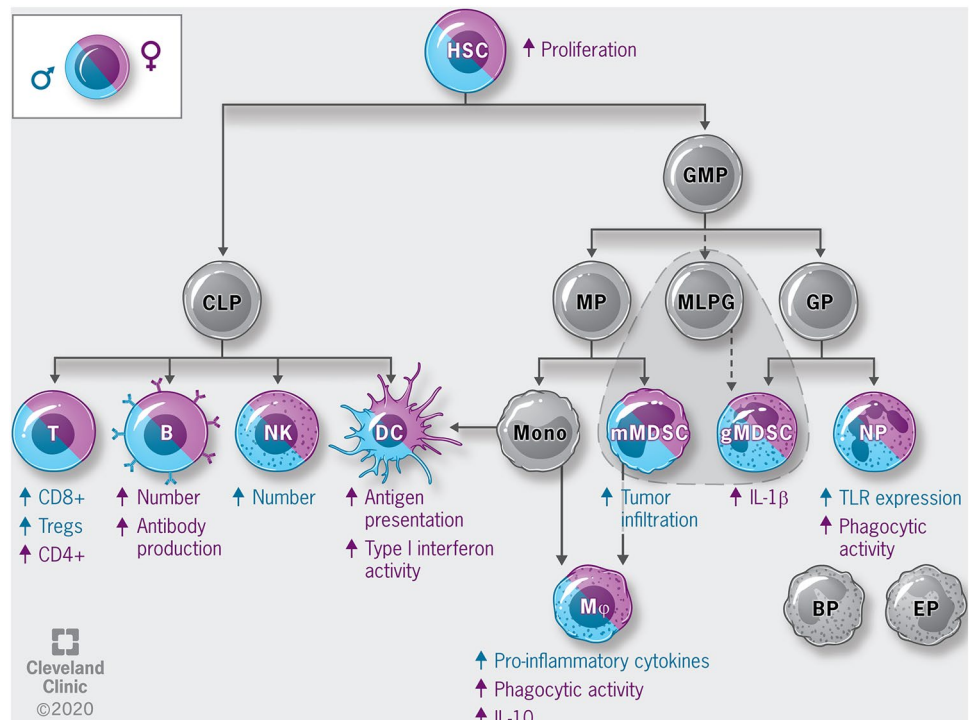 ♂ ♀
HSC
↑ Proliferation
GMP
CLP
MP
MLPG
GP
T
B
NK
DC
Mono
mMDSC
gMDSC
NP
↑ CD8+
↑ Tregs
↑ CD4+
↑ Number
↑ Antibody
production
↑ Number
↑ Antigen
presentation
↑ Type I interferon
activity
↑ Tumor
infiltration
↑ IL-1β
↑ TLR expression
↑ Phagocytic
activity
Mφ
BP
EP
↑ Pro-inflammatory cytokines
↑ Phagocytic activity
↑ IL-10
Cleveland
Clinic
©2020